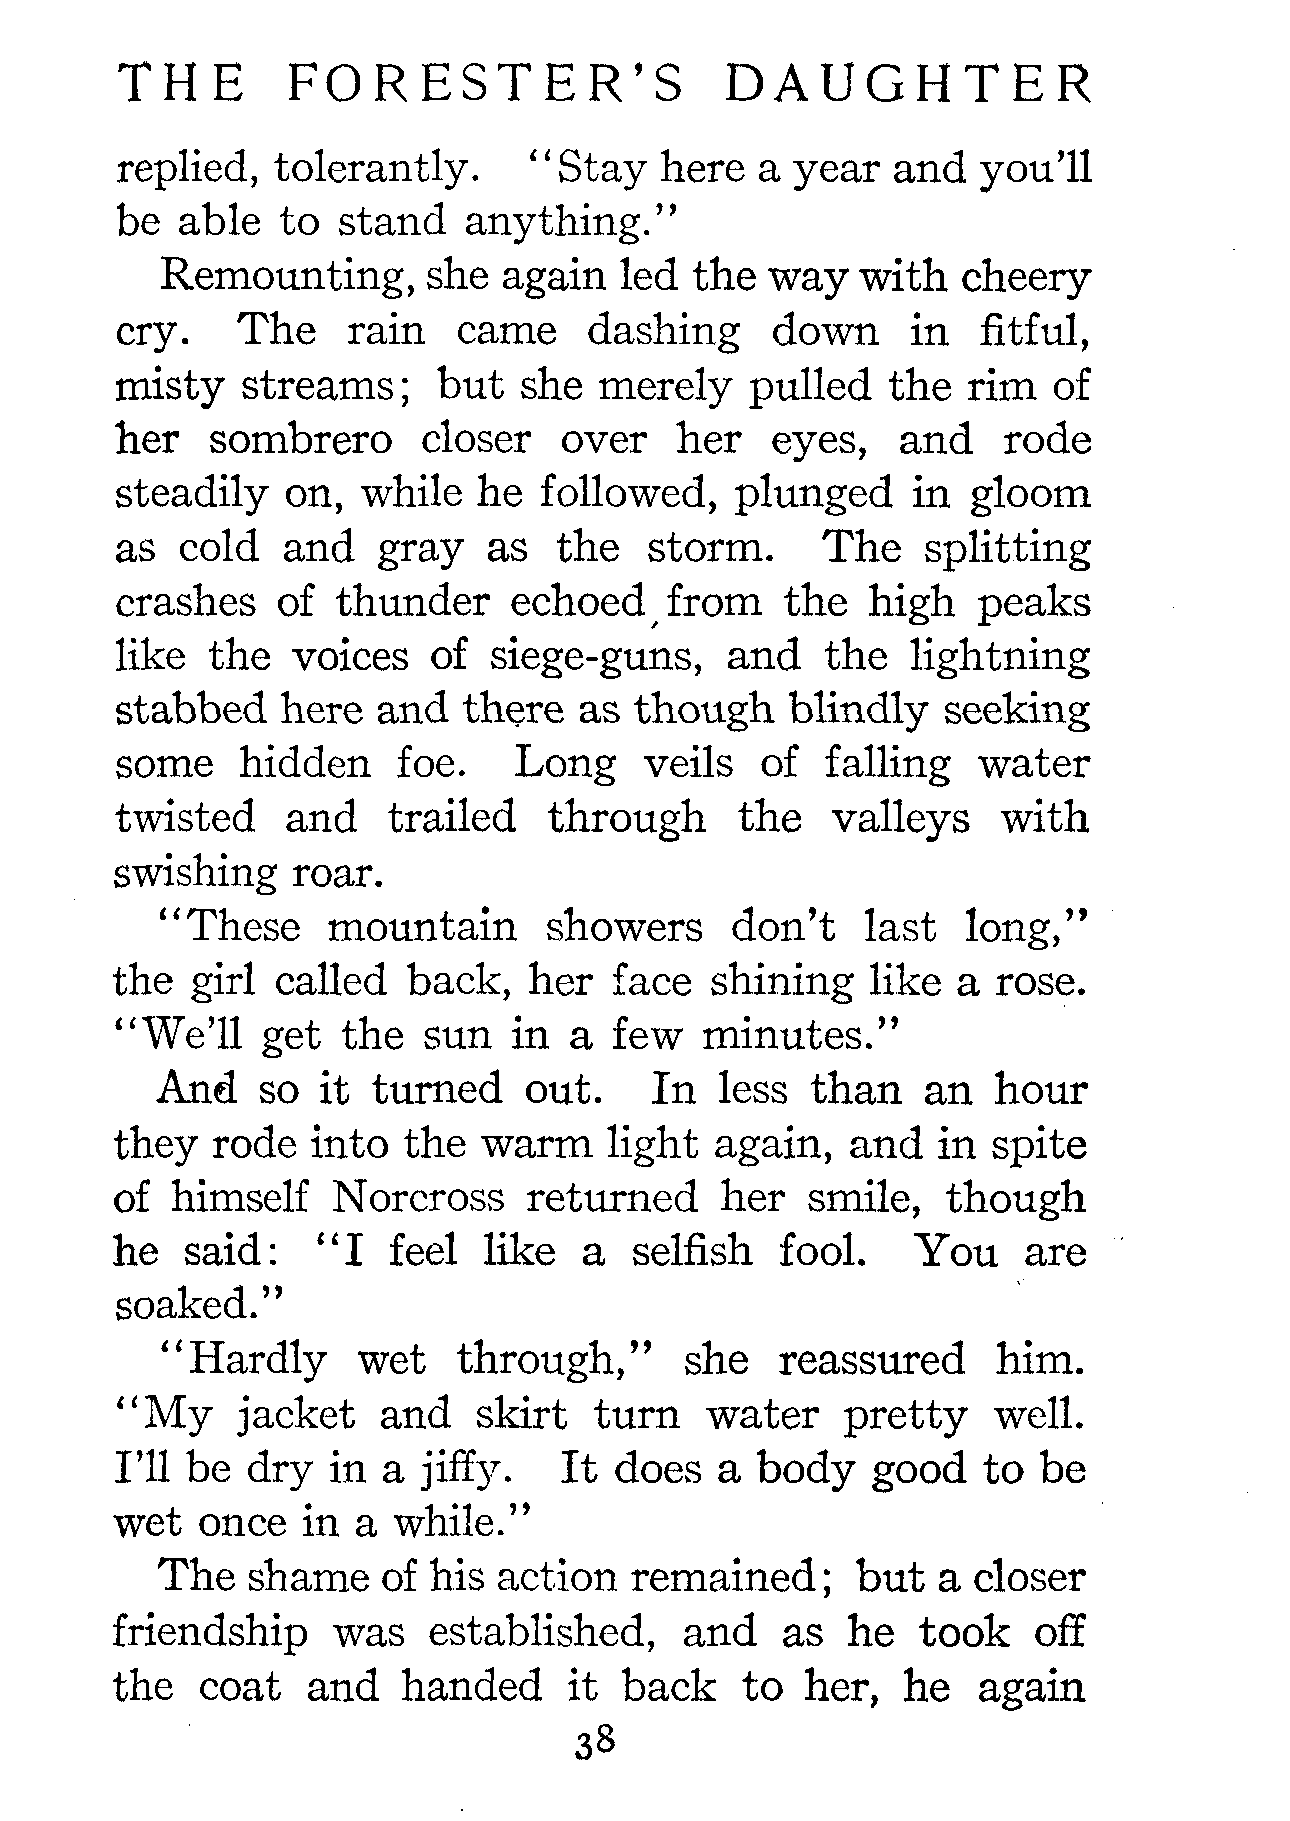 THE FORESTER'S DAUGHTER
replied, tolerantly. "Stay here a year and you'll
be able to stand anything."
Remounting, she again led the way with cheery
cry. The rain came dashing down in fitful,
misty streams; but she merely pulled the rim of
her sombrero closer over her eyes, and rode
steadily on, while he followed, plunged in gloom
as cold and gray as the storm. The splitting
crashes of thunder echoed from the high peaks
like the voices of siege-guns, and the lightning
stabbed here and there as though blindly seeking
some hidden foe. Long veils of falling water
twisted and trailed through the valleys with
swishing roar.
"These mountain showers don't last long,"
the girl called back, her face shining like a rose.
"We'll get the sun in a few minutes."
And so it turned out. In less than an hour
they rode into the warm light again, and in spite
of himself Norcross returned her smile, though
he said: "I feel like a selfish fool. You are
soaked."
"Hardly wet through," she reassured him.
"My jacket and skirt turn water pretty well.
I'll be dry in a jiffy. It does a body good to be
wet once in a while."
The shame of his action remained; but a closer
friendship was established, and as he took off
the coat and handed it back to her, he again
38